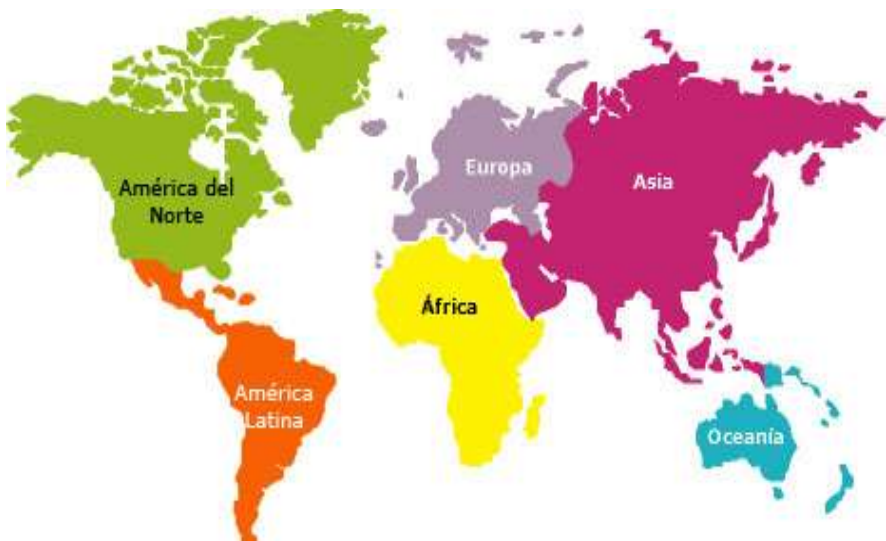 América del
Norte
Europa
Asia
África
América
Latina
Oceanía